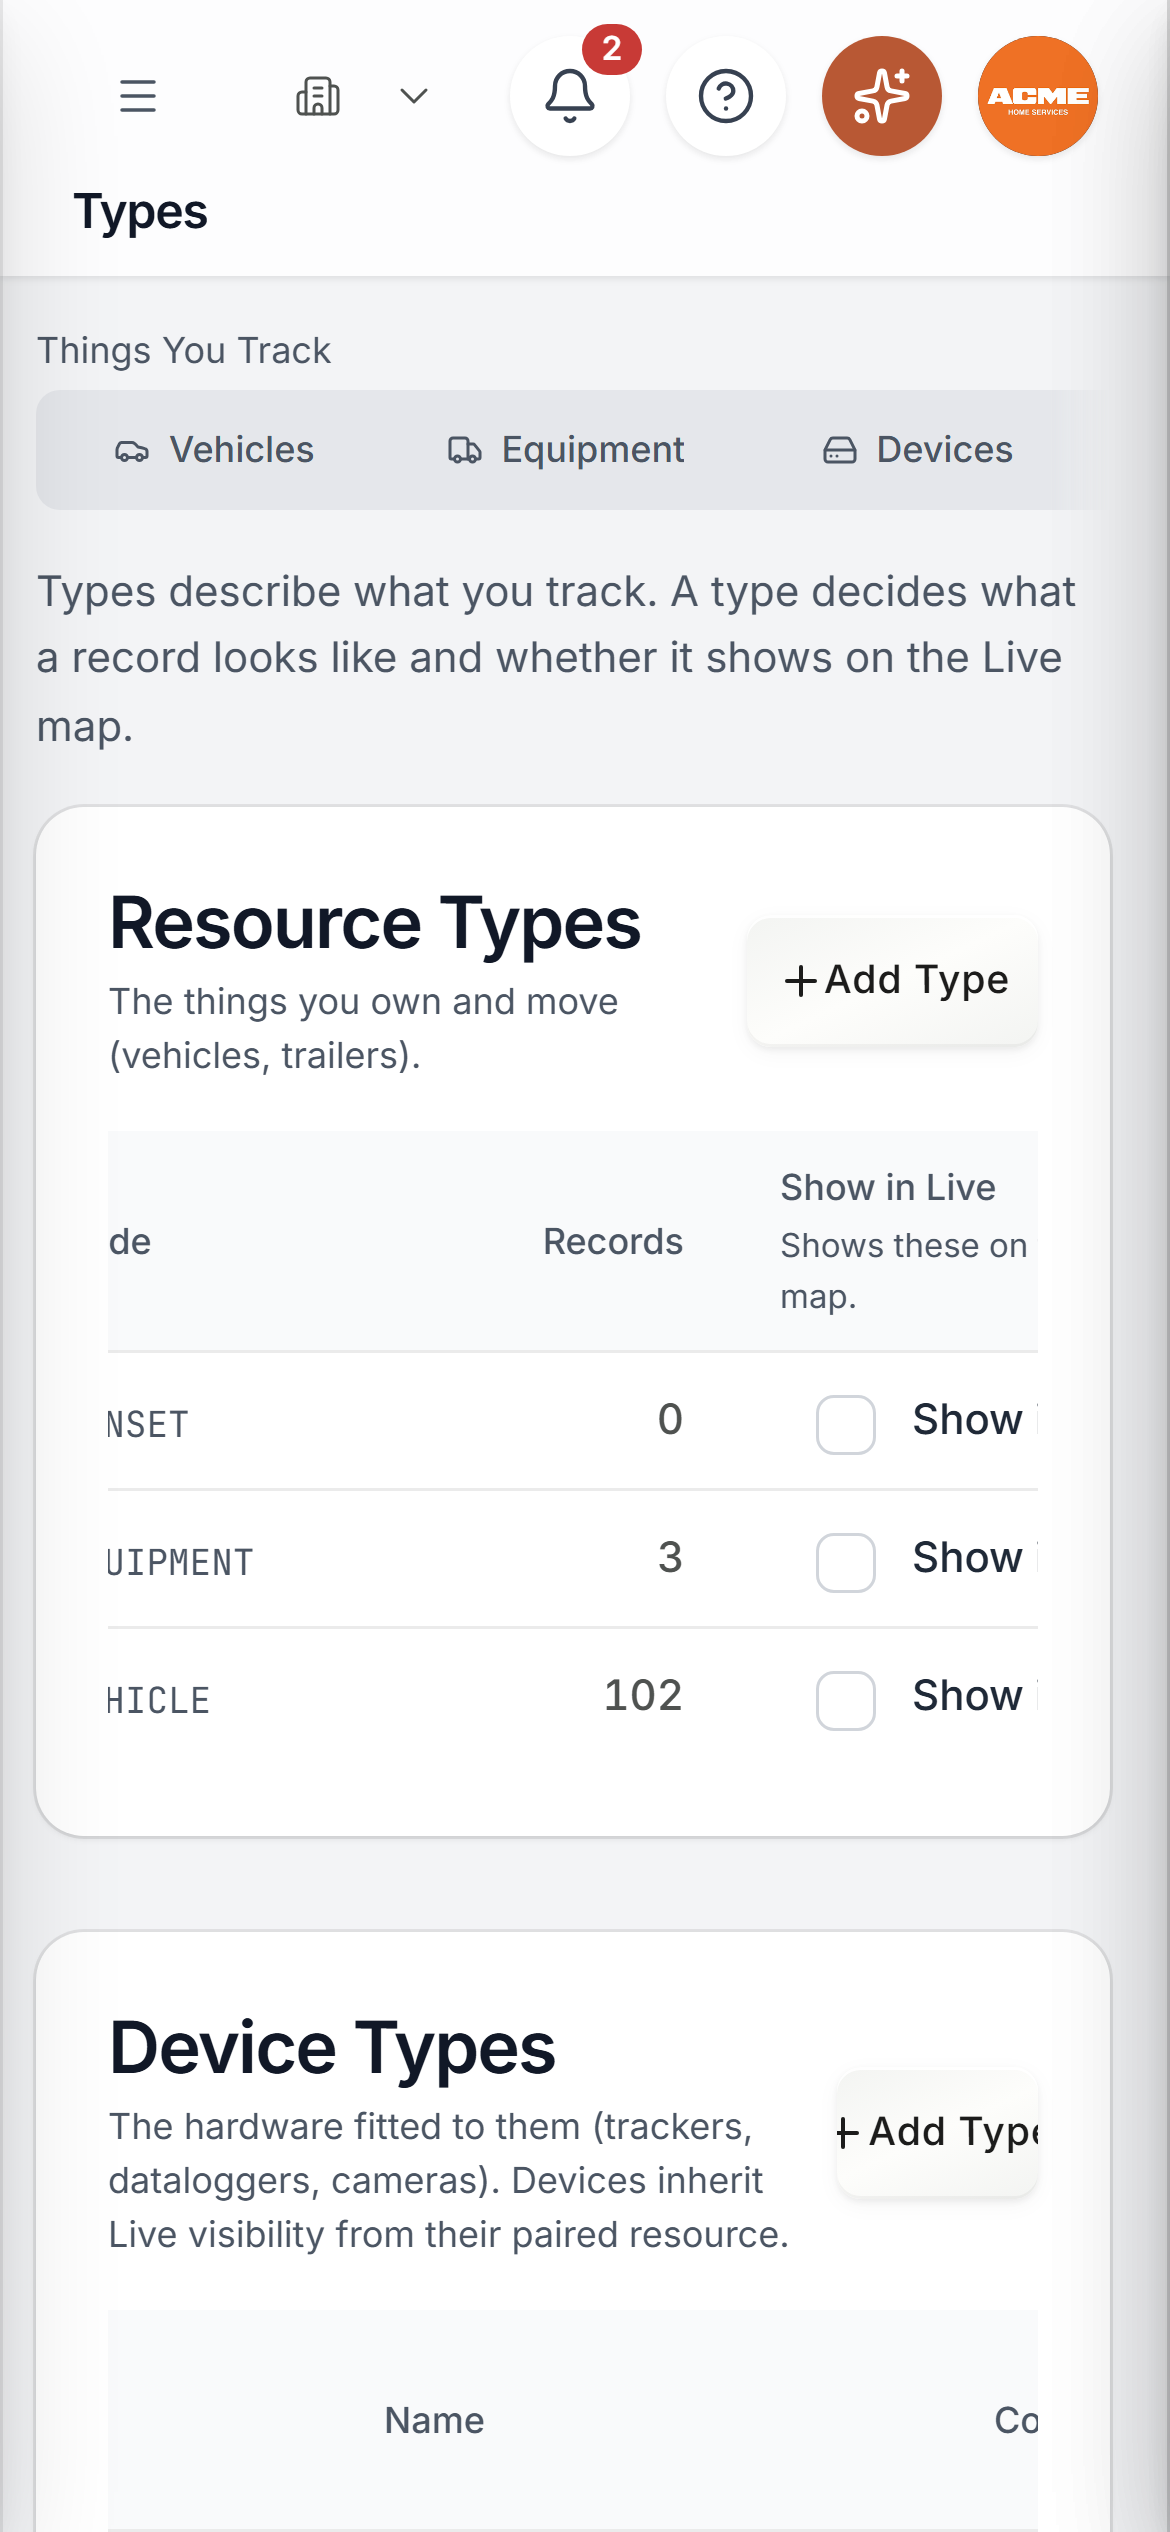 2
ACME
HOME SERVICES
Types
Things You Track
Vehicles Equipment Devices
Types describe what you track. A type decides what
a record looks like and whether it shows on the Live
map.
Resource Types
The things you own and move
(vehicles, trailers).
Add Type
de Records Show in Live
Shows these on
map.
NSET 0 Show
UIPMENT 3 Show
HICLE 102 Show
Device Types
The hardware fitted to them (trackers,
dataloggers, cameras). Devices inherit
Live visibility from their paired resource.
Add Type
Name Co